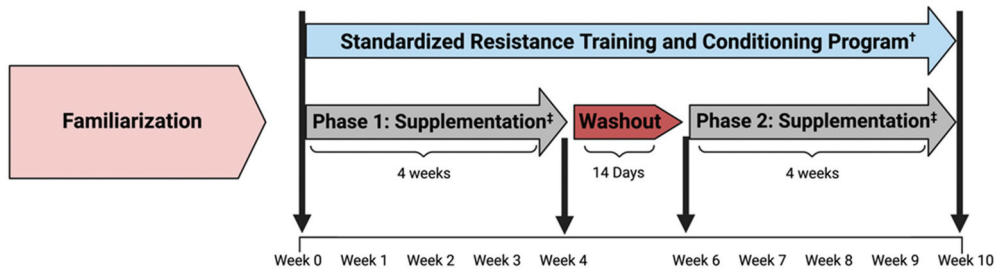 Standardized Resistance Training and Conditioning Program†
Familiarization
Phase 1: Supplementation‡
Washout
Phase 2: Supplementation‡
4 weeks
14 Days
4 weeks
Week 0 Week 1 Week 2 Week 3 Week 4 Week 6 Week 7 Week 8 Week 9 Week 10